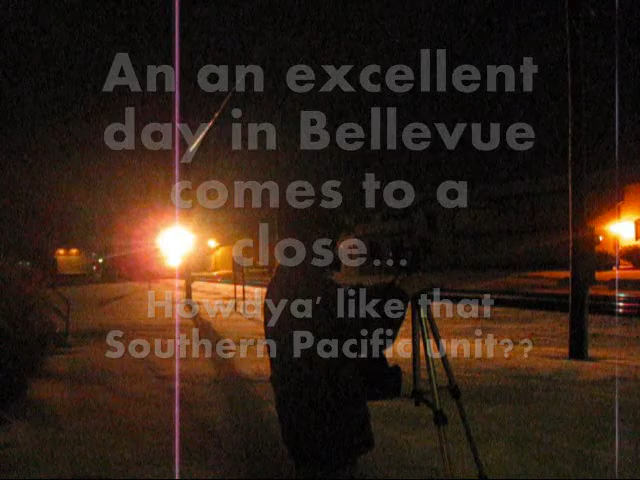 An an excellent
day in Bellevue
comes to a
close...
Howdya' like that
Southern Pacific unit??